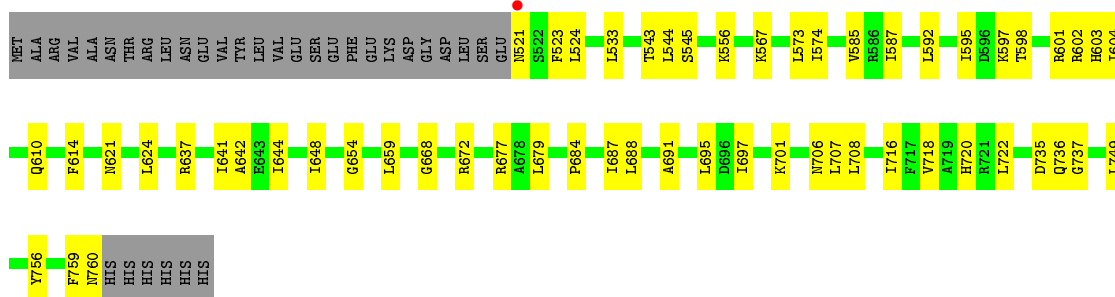 MET ALA ARG VAL ALA ASN THR ARG LEU ASN GLU VAL TYR LEU VAL GLU SER GLU PHE GLU LYS ASP GLY ASP LEU SER GLU N521 S522 F523 L524 L533 T543 L544 S545 K556 K567 L573 I574 V585 R586 I587 L592 I595 D596 K597 T598 R601 R602 H603
Q610 F614 N621 L624 R637 I641 A642 E643 I644 I648 G654 L659 G668 R672 R677 A678 L679 P684 I687 L688 A691 L695 D696 I697 K701 N706 L707 L708 I716 F717 V718 A719 H720 R721 L722 D735 Q736 G737
Y756 F759 N760 HIS HIS HIS HIS HIS HIS